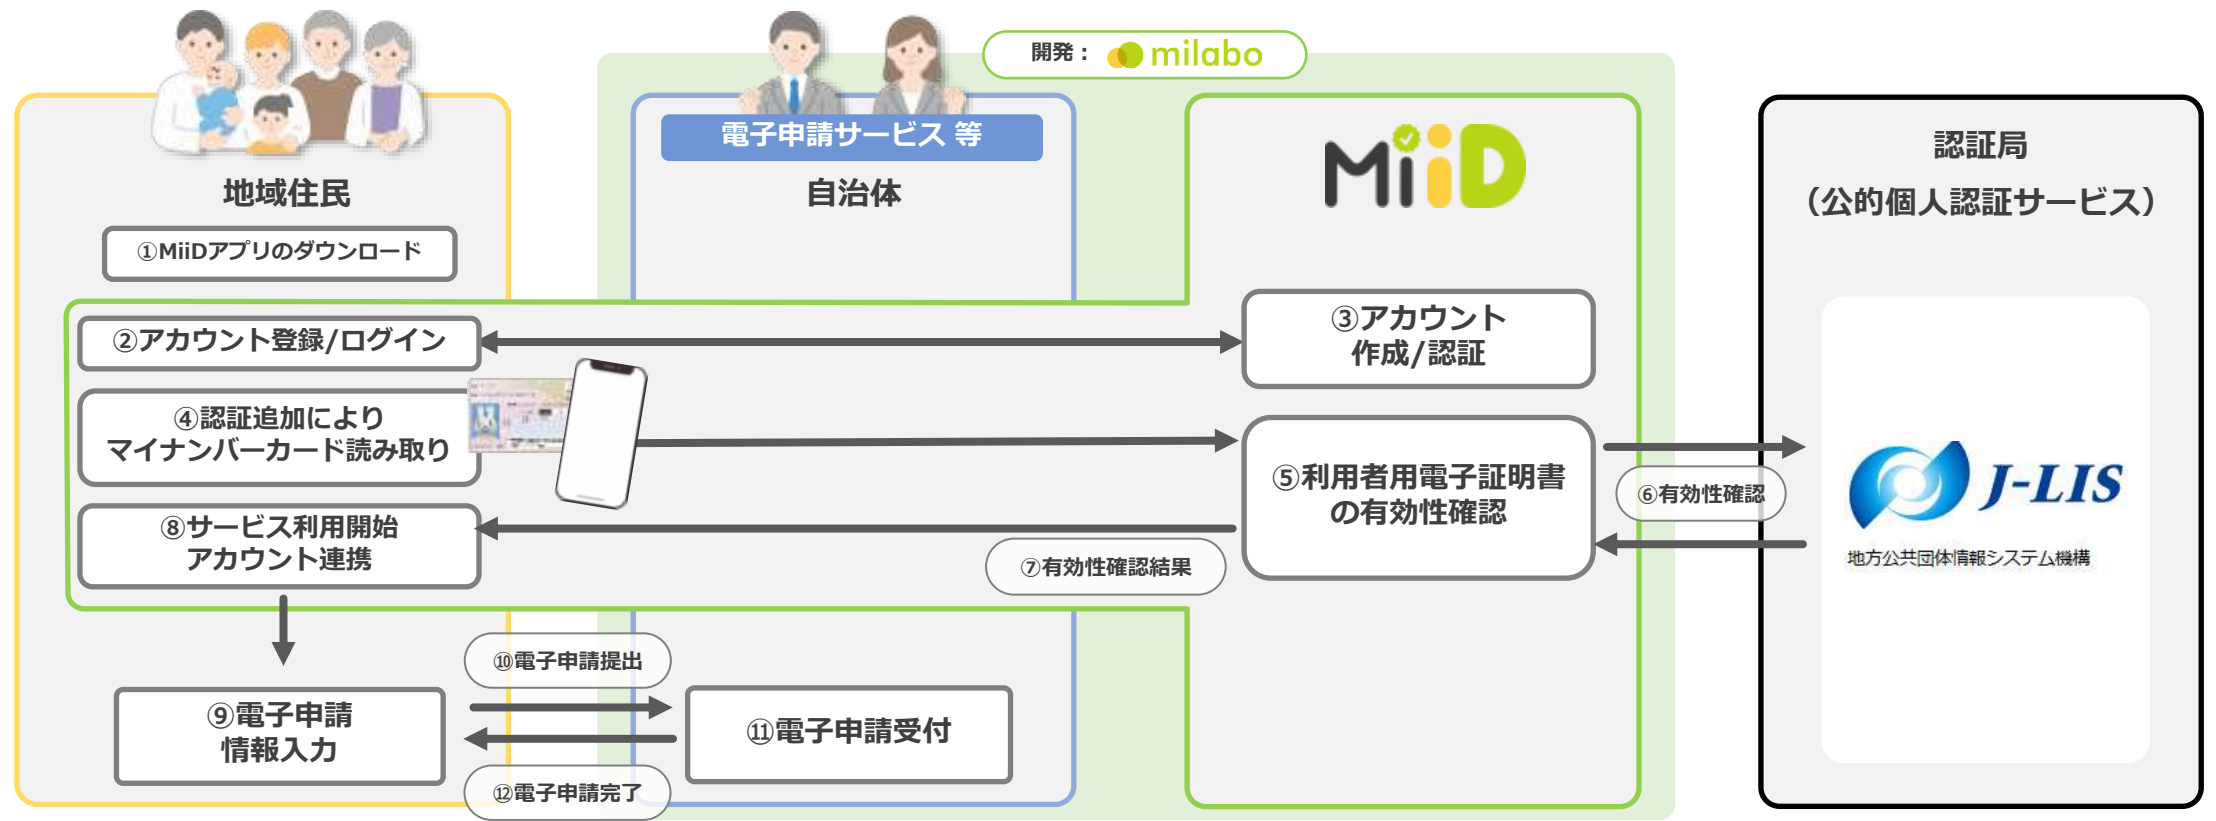 開発： milabo
電子申請サービス 等
地域住民
自治体
MiiD
認証局
（公的個人認証サービス）
①MiiDアプリのダウンロード
②アカウント登録/ログイン
③アカウント
作成/認証
④認証追加により
マイナンバーカード読み取り
⑤利用者用電子証明書
の有効性確認
⑥有効性確認
J-LIS
地方公共団体情報システム機構
⑦有効性確認結果
⑧サービス利用開始
アカウント連携
⑨電子申請
情報入力
⑩電子申請提出
⑪電子申請受付
⑫電子申請完了